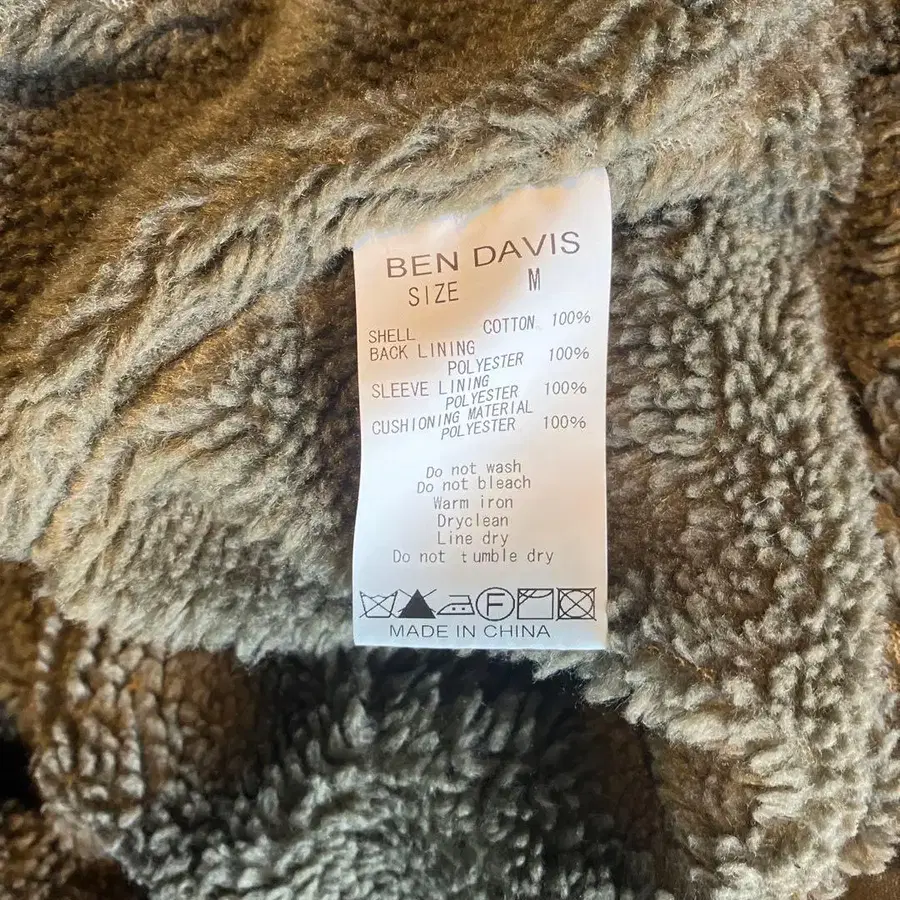 BEN DAVIS
SIZE M
SHELL COTTON 100%
BACK LINING
POLYESTER 100%
SLEEVE LINING
POLYESTER 100%
CUSHIONING MATERIAL
POLYESTER 100%
Do not wash
Do not bleach
Warm iron
Dryclean
Line dry
Do not tumble dry
F
MADE IN CHINA